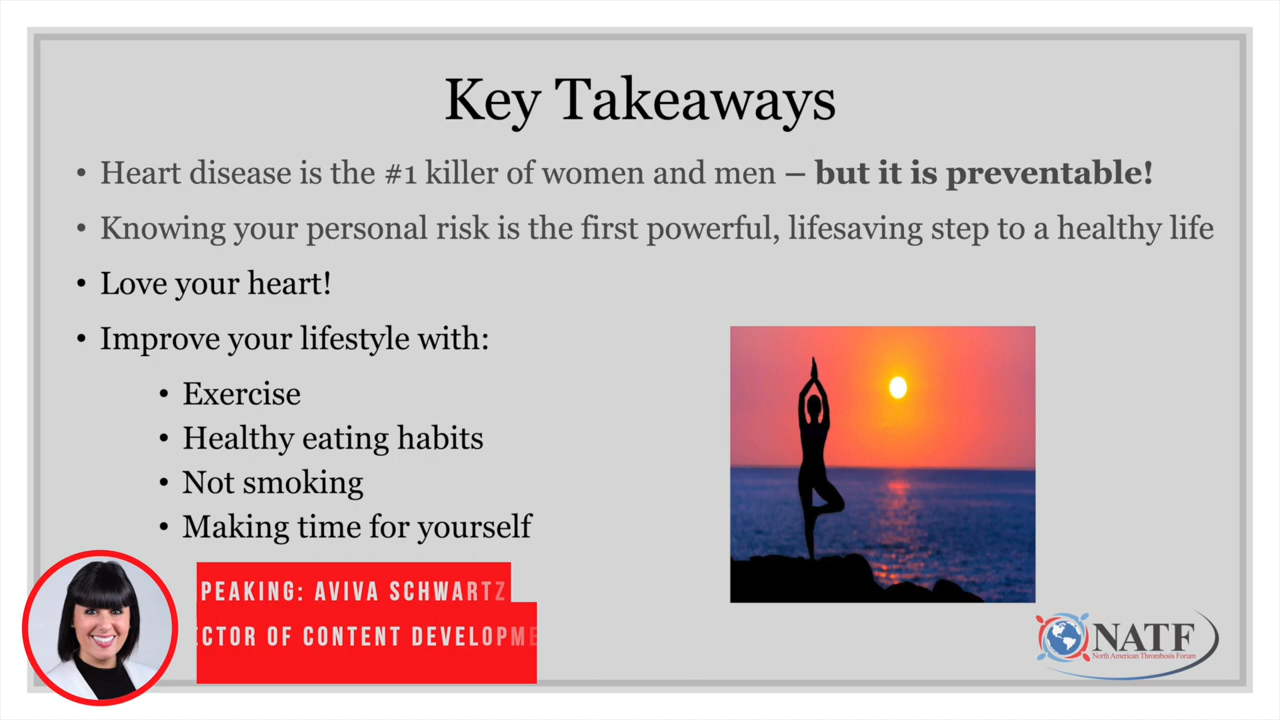 Key Takeaways
• Heart disease is the #1 killer of women and men – but it is preventable!
• Knowing your personal risk is the first powerful, lifesaving step to a healthy life
• Love your heart!
• Improve your lifestyle with:
• Exercise
• Healthy eating habits
• Not smoking
• Making time for yourself
PEAKING: AVIVA SCHWARTZ
CTOR OF CONTENT DEVELOPME
NATF
North American Thrombosis Forum